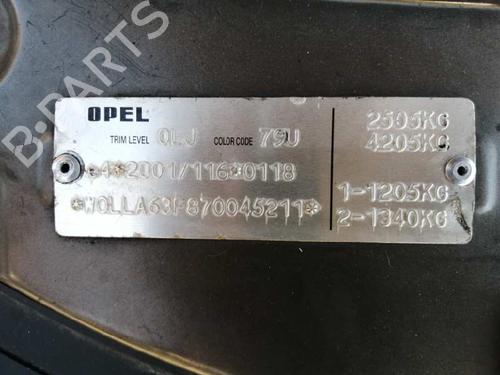 B-PARTS
OPEL
TRIM LEVEL QLJ COLOR CODE 79U
2505KG
4205KG
e4*2001/116*0118
*W0LLA63F870045211*
1-1205KG
2-1340KG